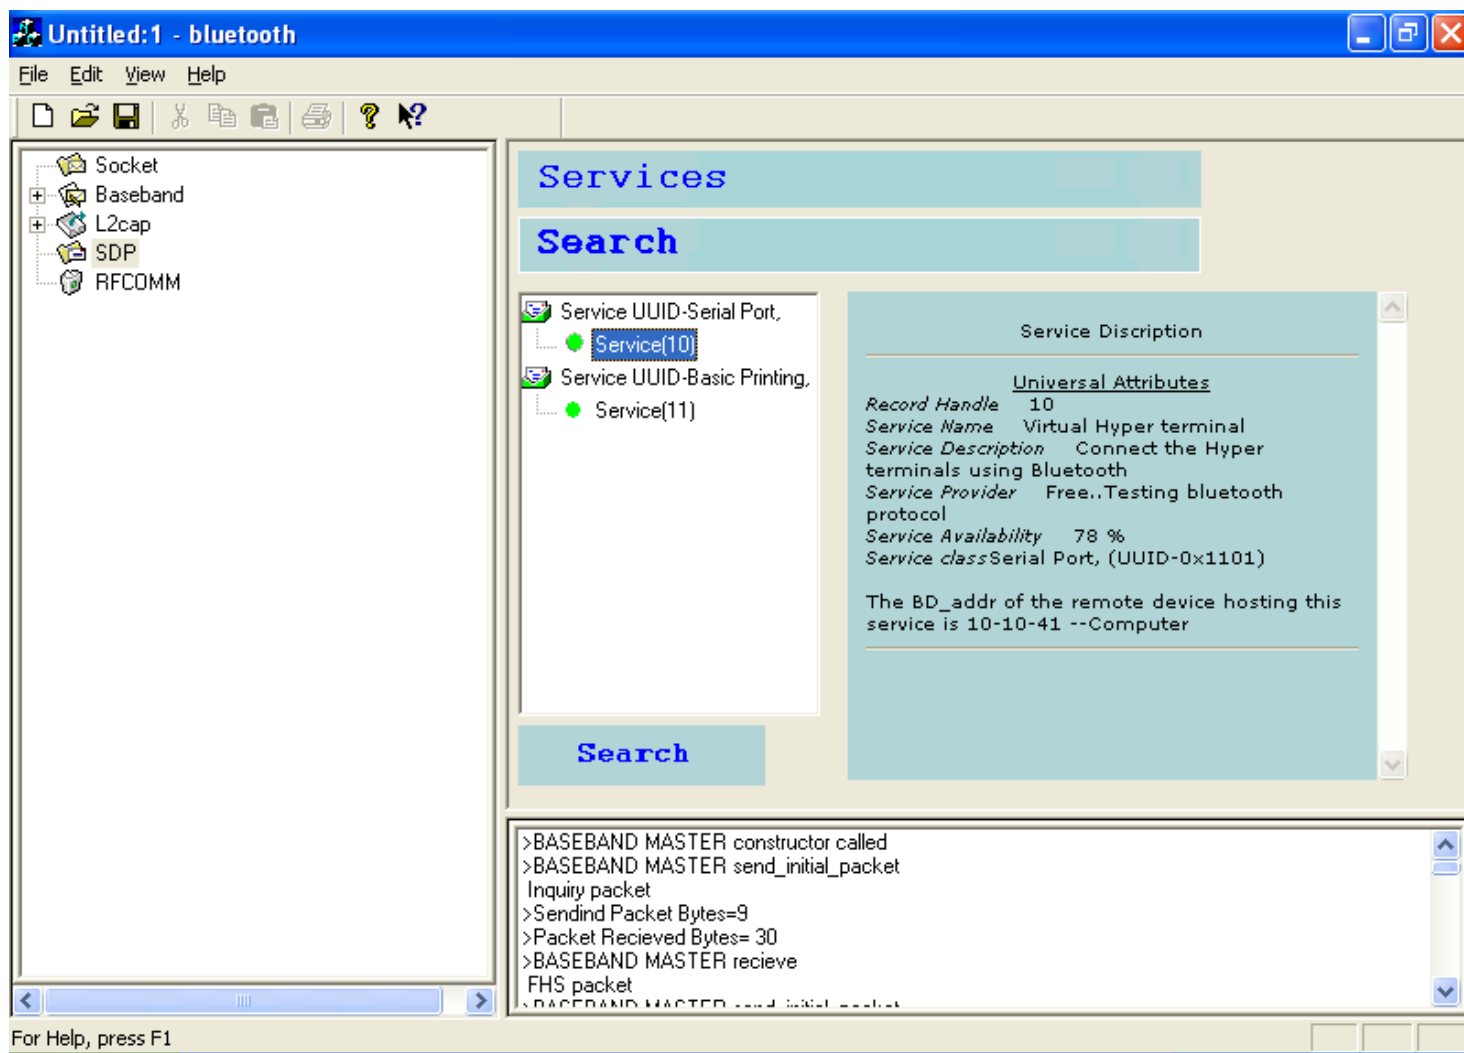 Untitled:1 - bluetooth
File Edit View Help
Socket
Baseband
L2cap
SDP
RFCOMM
Services
Search
Service UUID-Serial Port,
Service(10)
Service UUID-Basic Printing,
Service(11)
Search
Service Discription
Universal Attributes
Record Handle 10
Service Name Virtual Hyper terminal
Service Description Connect the Hyper
terminals using Bluetooth
Service Provider Free..Testing bluetooth
protocol
Service Availability 78 %
Service classSerial Port, (UUID-0x1101)
The BD_addr of the remote device hosting this
service is 10-10-41 --Computer
>BASEBAND MASTER constructor called
>BASEBAND MASTER send_initial_packet
Inquiry packet
>Sendind Packet Bytes=9
>Packet Recieved Bytes= 30
>BASEBAND MASTER recieve
FHS packet
>BASEBAND MASTER send_initial_packet
For Help, press F1